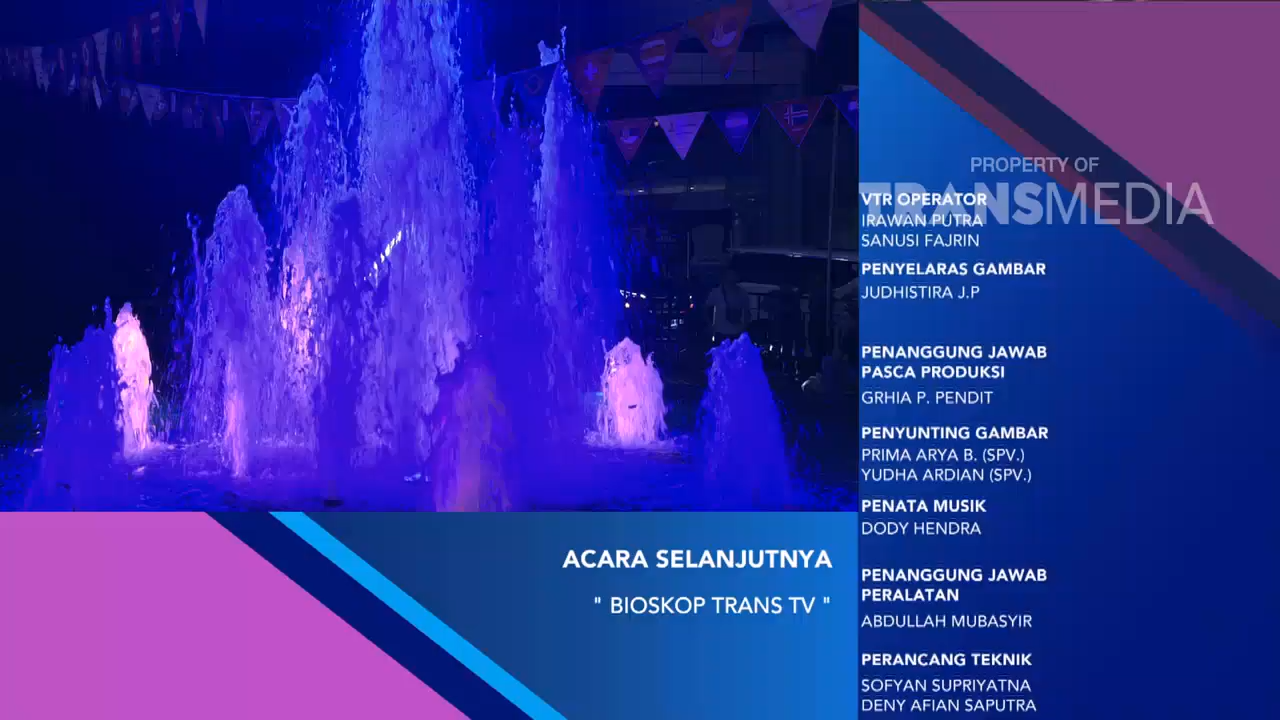 PROPERTY OF
TRANSMEDIA
VTR OPERATOR
IRAWAN PUTRA
SANUSI FAJRIN
PENYELARAS GAMBAR
JUDHISTIRA J.P
PENANGGUNG JAWAB
PASCA PRODUKSI
GRHIA P. PENDIT
PENYUNTING GAMBAR
PRIMA ARYA B. (SPV.)
YUDHA ARDIAN (SPV.)
PENATA MUSIK
DODY HENDRA
PENANGGUNG JAWAB
PERALATAN
ABDULLAH MUBASYIR
PERANCANG TEKNIK
SOFYAN SUPRIYATNA
DENY AFIAN SAPUTRA
ACARA SELANJUTNYA
" BIOSKOP TRANS TV "